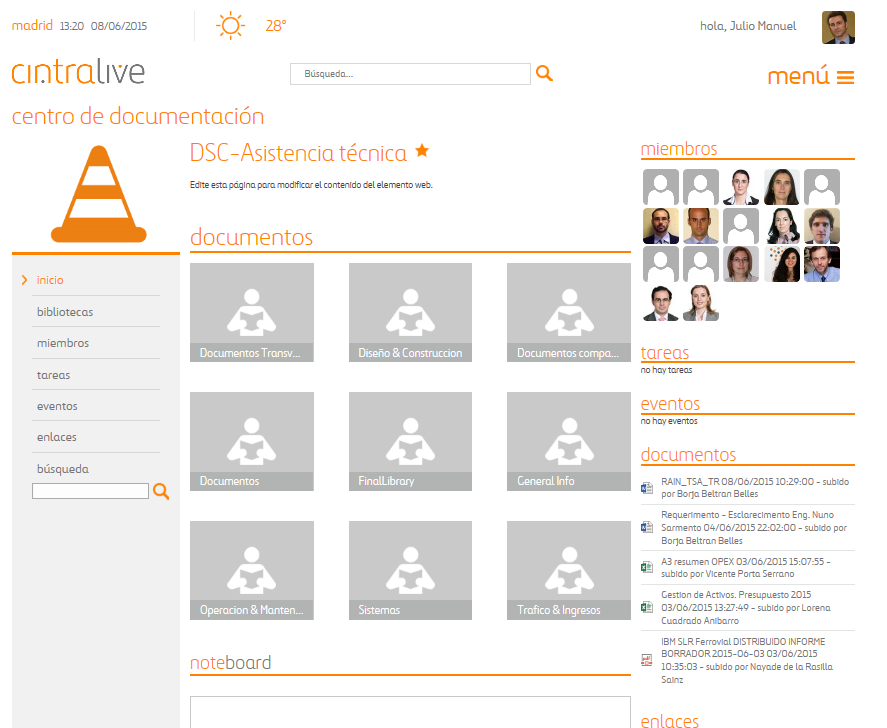 madrid 13:20 08/06/2015 28° hola, Julio Manuel
cintralive Búsqueda... menú
centro de documentación
DSC-Asistencia técnica
Edite esta página para modificar el contenido del elemento web.
inicio
bibliotecas
miembros
tareas
eventos
enlaces
búsqueda
documentos
Documentos Transv...
Diseño & Construccion
Documentos compa...
Documentos
FinalLibrary
General Info
Operacion & Manten...
Sistemas
Trafico & Ingresos
noteboard
miembros
tareas
no hay tareas
eventos
no hay eventos
documentos
RAIN_TSA_TR 08/06/2015 10:29:00 - subido
por Borja Beltran Belles
Requerimento - Esclarecimento Eng. Nuno
Sarmento 04/06/2015 22:02:00 - subido por
Borja Beltran Belles
A3 resumen OPEX 03/06/2015 15:07:55 -
subido por Vicente Porta Serrano
Gestion de Activos. Presupuesto 2015
03/06/2015 13:27:49 - subido por Lorena
Cuadrado Anibarro
IBM SLR Ferrovial DISTRIBUIDO INFORME
BORRADOR 2015-06-03 03/06/2015
10:35:03 - subido por Nayade de la Rasilla
Sainz
enlaces